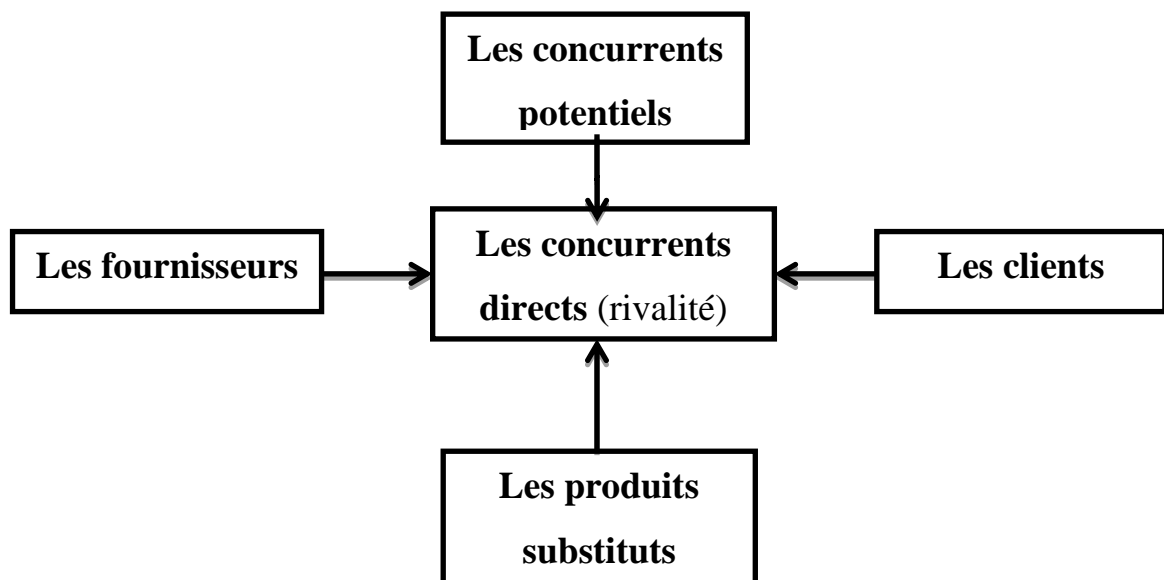 Les concurrents
potentiels
Les fournisseurs
Les concurrents
directs (rivalité)
Les clients
Les produits
substituts